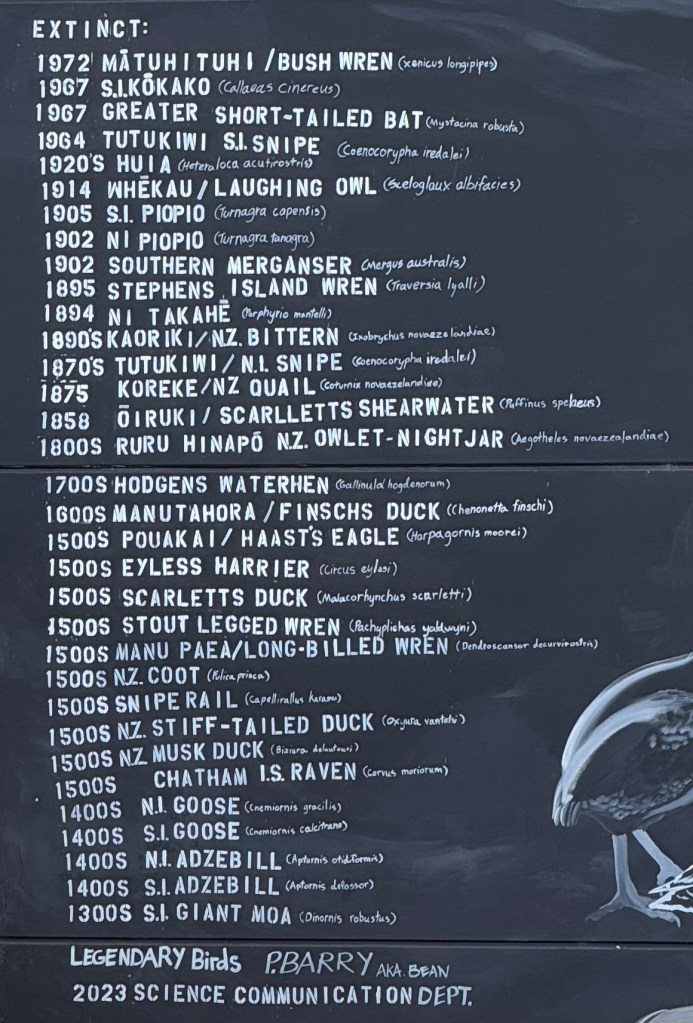 EXTINCT:
1972 MĀTUHITUHI / BUSH WREN (xenicus longipipes)
1967 S.I. KŌKAKO (Callaeas Cinereus)
1967 GREATER SHORT-TAILED BAT (Mystacina robusta)
1964 TUTUKIWI S.I. SNIPE (Coenocorypha iredalei)
1920'S HUIA (Heteraloca acutirostris)
1914 WHĒKAU / LAUGHING OWL (Sceloglaux albifacies)
1905 S.I. PIOPIO (Turnagra capensis)
1902 NI PIOPIO (Turnagra tanagra)
1902 SOUTHERN MERGANSER (Mergus australis)
1895 STEPHENS ISLAND WREN (Traversia lyalli)
1894 NI TAKAHĒ (Porphyrio mantelli)
1890'S KAORIKI/NZ. BITTERN (Ixobrychus novaezelandiae)
1870'S TUTUKIWI / N.I. SNIPE (Coenocorypha iredalei)
1875 KOREKE/NZ QUAIL (Coturnix novaezelandiae)
1858 ŌIRUKI / SCARLLETTS SHEARWATER (Puffinus spelaeus)
1800S RURU HINAPŌ N.Z. OWLET-NIGHTJAR (Aegotheles novaezealandiae)
1700S HODGENS WATERHEN (Gallinula hogdenorum)
1600S MANUTAHORA / FINSCHS DUCK (Chenonetta finschi)
1500S POUAKAI / HAAST'S EAGLE (Harpagornis moorei)
1500S EYLESS HARRIER (Circus eylesi)
1500S SCARLETTS DUCK (Malacorhynchus scarletti)
1500S STOUT LEGGED WREN (Pachyplichas yaldwyni)
1500S MANU PAEA/LONG-BILLED WREN (Dendroscansor decurvirostris)
1500S NZ. COOT (Fulica prisca)
1500S SNIPE RAIL (Capellirallus karamu)
1500S NZ. STIFF-TAILED DUCK (Oxyura vantetsi)
1500S NZ MUSK DUCK (Biziura delautouri)
1500S CHATHAM I.S. RAVEN (Corvus moriorum)
1400S N.I. GOOSE (Cnemiornis gracilis)
1400S S.I. GOOSE (Cnemiornis calcitrans)
1400S N.I. ADZEBILL (Aptornis otidiformis)
1400S S.I. ADZEBILL (Aptornis defossor)
1300S S.I. GIANT MOA (Dinornis robustus)
LEGENDARY Birds P.BARRY AKA. BEAN
2023 SCIENCE COMMUNICATION DEPT.